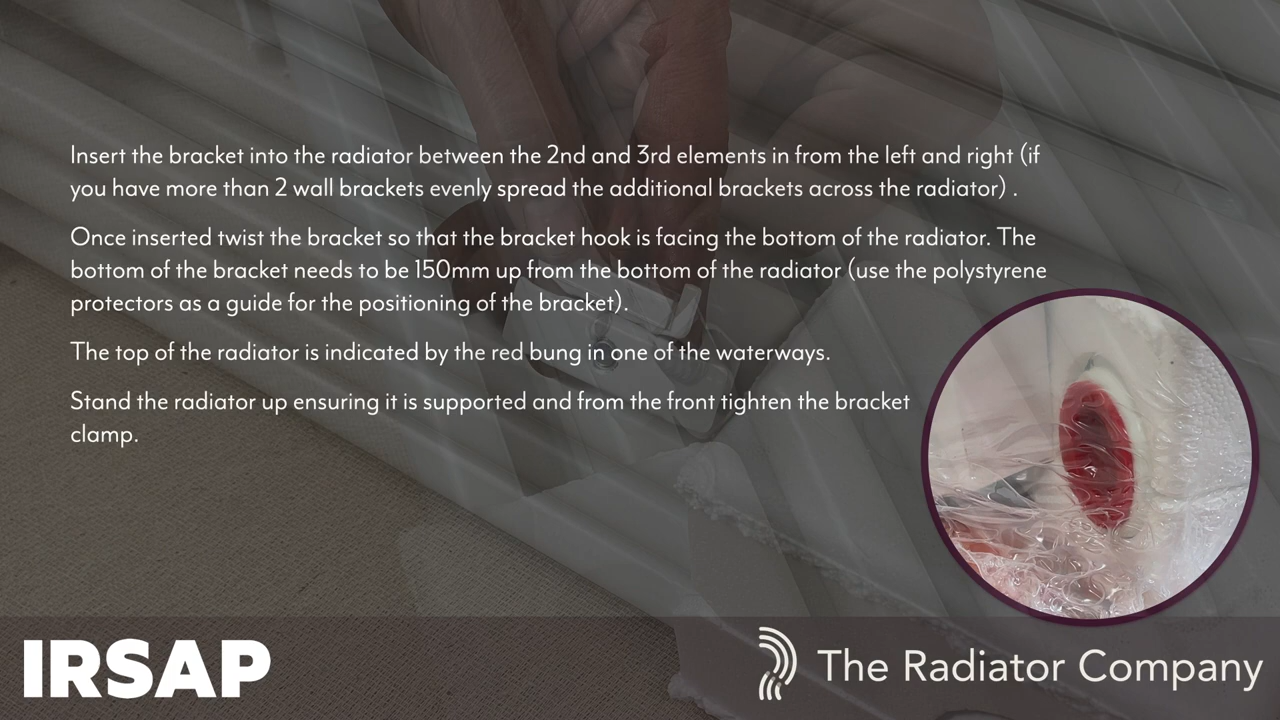 Insert the bracket into the radiator between the 2nd and 3rd elements in from the left and right (if
you have more than 2 wall brackets evenly spread the additional brackets across the radiator) .
Once inserted twist the bracket so that the bracket hook is facing the bottom of the radiator. The
bottom of the bracket needs to be 150mm up from the bottom of the radiator (use the polystyrene
protectors as a guide for the positioning of the bracket).
The top of the radiator is indicated by the red bung in one of the waterways.
Stand the radiator up ensuring it is supported and from the front tighten the bracket
clamp.
IRSAP
The Radiator Company